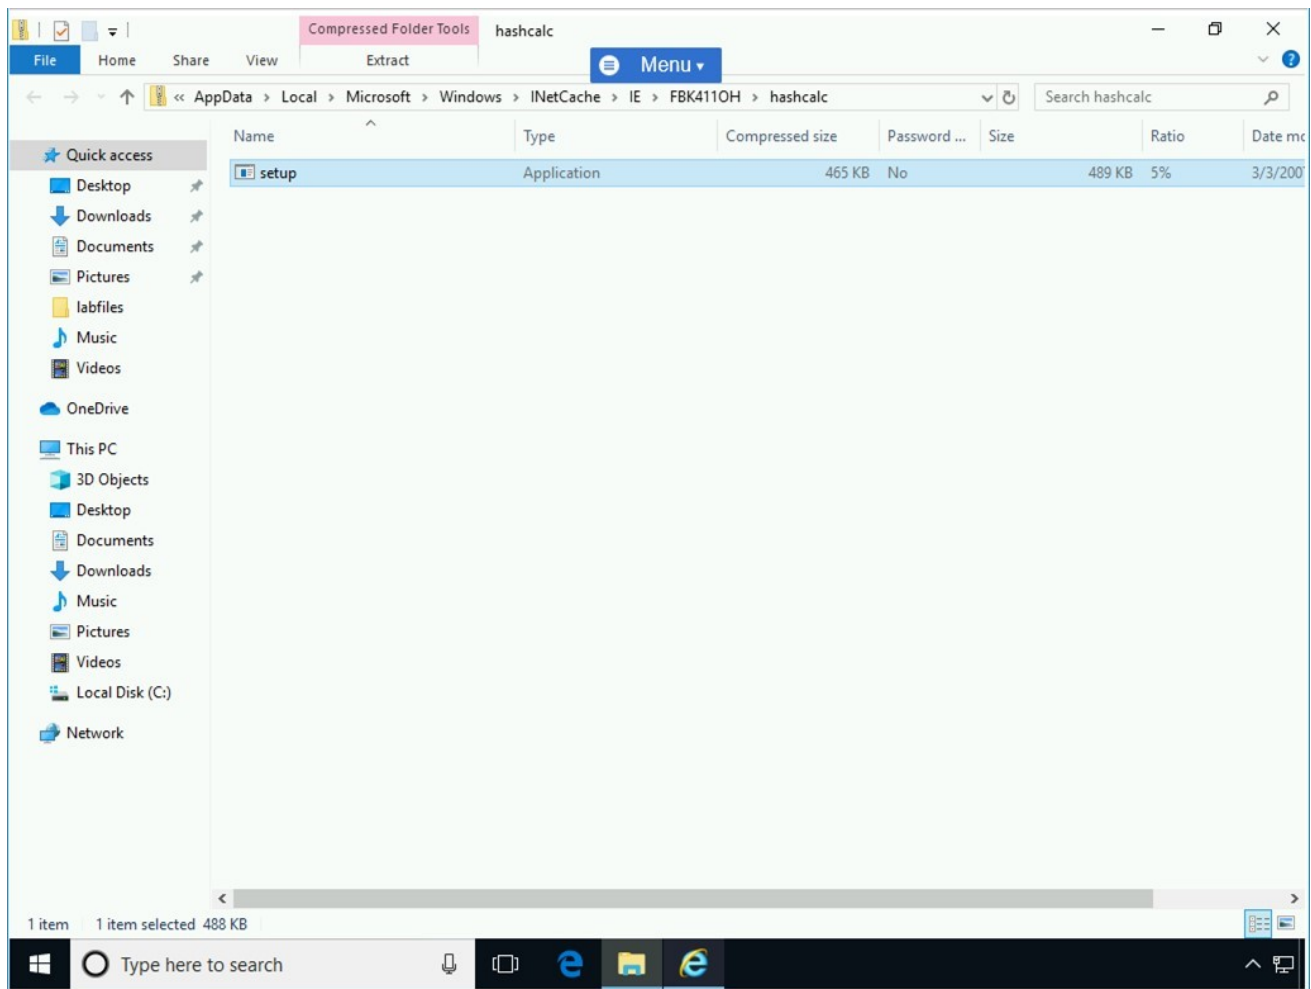 Compressed Folder Tools hashcalc
File Home Share View Extract
Menu
« AppData > Local > Microsoft > Windows > INetCache > IE > FBK411OH > hashcalc Search hashcalc
Name Type Compressed size Password ... Size Ratio Date mo
setup Application 465 KB No 489 KB 5% 3/3/200
Quick access
Desktop
Downloads
Documents
Pictures
labfiles
Music
Videos
OneDrive
This PC
3D Objects
Desktop
Documents
Downloads
Music
Pictures
Videos
Local Disk (C:)
Network
1 item 1 item selected 488 KB
Type here to search